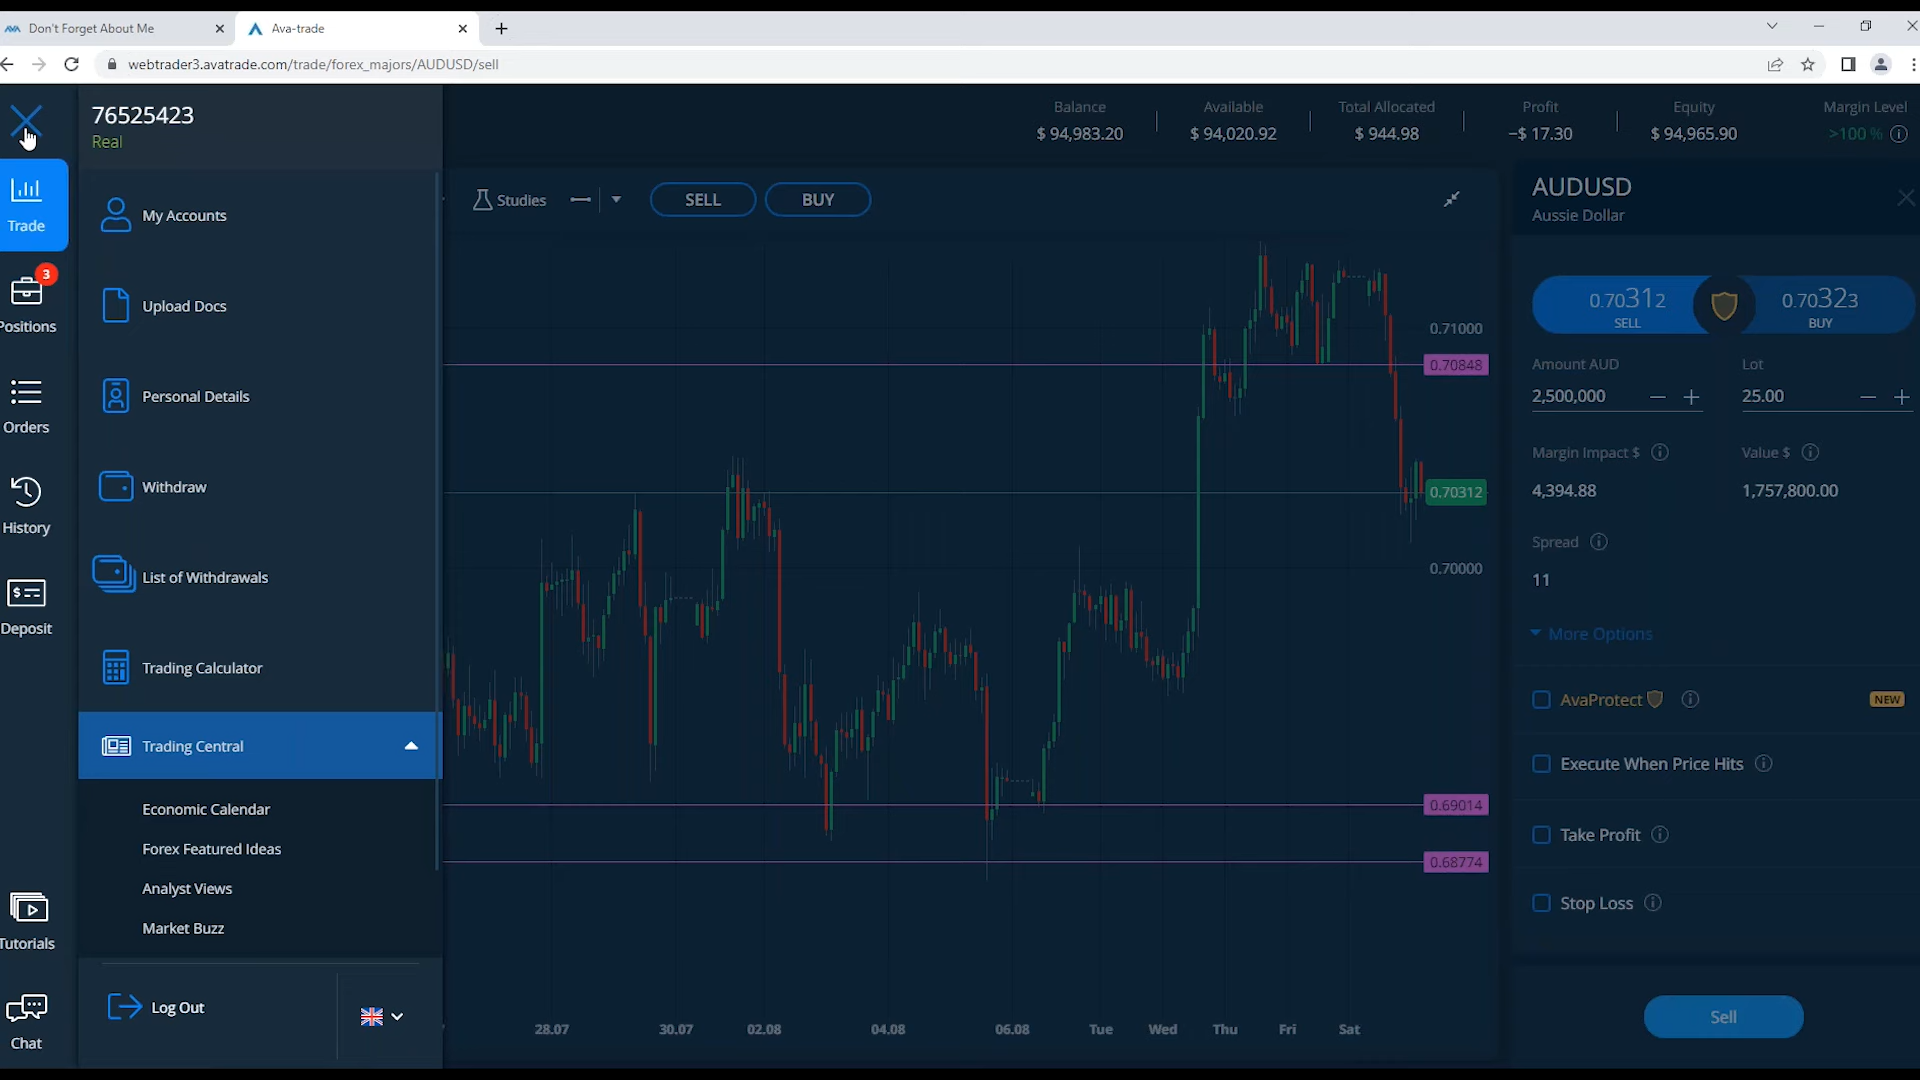 Don't Forget About Me
Ava-trade
webtrader3.avatrade.com/trade/forex_majors/AUDUSD/sell
76525423
Real
Balance
$ 94,983.20
Available
$ 94,020.92
Total Allocated
$ 944.98
Profit
−$ 17.30
Equity
$ 94,965.90
Margin Level
>100 %
Trade
3
Positions
Orders
History
Deposit
Tutorials
Chat
My Accounts
Upload Docs
Personal Details
Withdraw
List of Withdrawals
Trading Calculator
Trading Central
Economic Calendar
Forex Featured Ideas
Analyst Views
Market Buzz
Log Out
Studies
SELL
BUY
0.71000
0.70848
0.70312
0.70000
0.69014
0.68774
28.07
30.07
02.08
04.08
06.08
Tue
Wed
Thu
Fri
Sat
AUDUSD
Aussie Dollar
0.70312
SELL
0.70323
BUY
Amount AUD
2,500,000
Lot
25.00
Margin Impact $
4,394.88
Value $
1,757,800.00
Spread
11
More Options
AvaProtect
NEW
Execute When Price Hits
Take Profit
Stop Loss
Sell